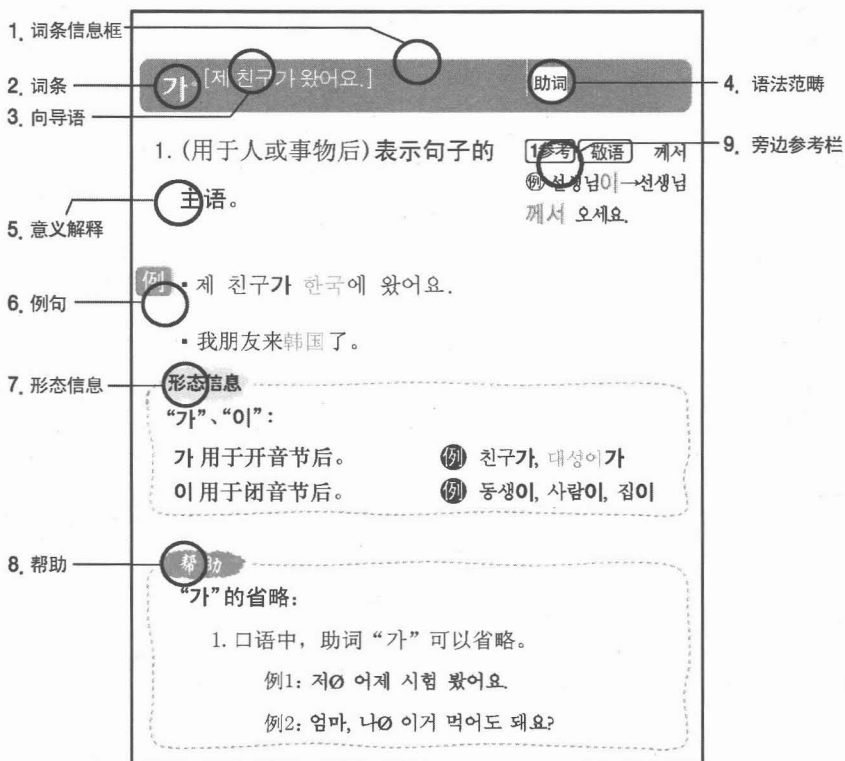 1. 词条信息框
2. 词条
3. 向导语
가 [제 친구가 왔어요.] 助词
4. 语法范畴
1. (用于人或事物后)表示句子的
主语。
1参考 敬语 께서
例 선생님이→선생님
께서 오세요.
9. 旁边参考栏
5. 意义解释
6. 例句
例 ▪ 제 친구가 한국에 왔어요.
▪ 我朋友来韩国了。
7. 形态信息
形态信息
“가”、“이”:
가 用于开音节后。 例 친구가, 대성이가
이 用于闭音节后。 例 동생이, 사람이, 집이
8. 帮助
帮助
“가”的省略:
1. 口语中，助词“가”可以省略。
例1: 저Ø 어제 시험 봤어요.
例2: 엄마, 나Ø 이거 먹어도 돼요?